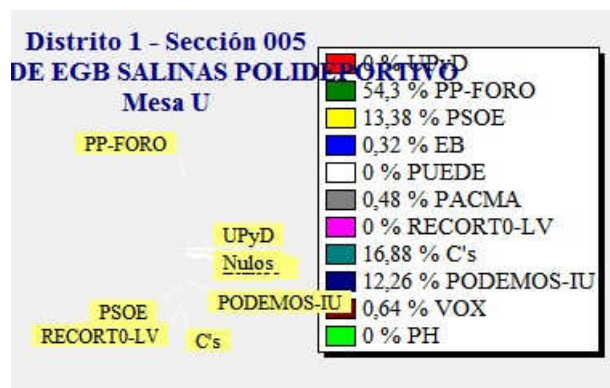 Distrito 1 - Sección 005
DE EGB SALINAS POLIDEPORTIVO
Mesa U
PP-FORO
UPyD
Nulos
PODEMOS-IU
PSOE
RECORT0-LV
C's
0 % UPyD
54,3 % PP-FORO
13,38 % PSOE
0,32 % EB
0 % PUEDE
0,48 % PACMA
0 % RECORT0-LV
16,88 % C's
12,26 % PODEMOS-IU
0,64 % VOX
0 % PH